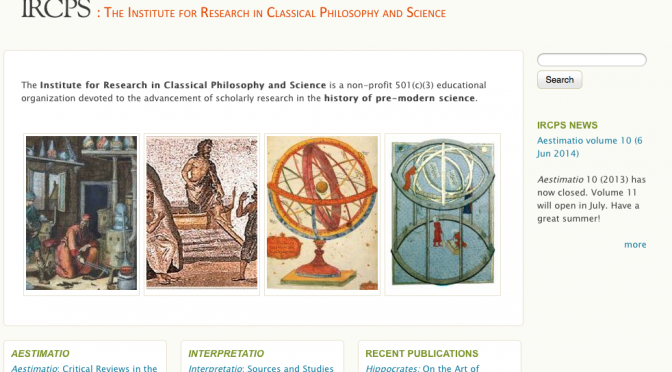 IRCPS : The Institute for Research in Classical Philosophy and Science
The Institute for Research in Classical Philosophy and Science is a non-profit 501(c)(3) educational
organization devoted to the advancement of scholarly research in the history of pre-modern science.
Search
IRCPS NEWS
Aestimatio volume 10 (6
Jun 2014)
Aestimatio 10 (2013) has
now closed. Volume 11
will open in July. Have a
great summer!
more
AESTIMATIO
Aestimatio: Critical Reviews in the
INTERPRETATIO
Interpretatio: Sources and Studies
RECENT PUBLICATIONS
Hippocrates: On the Art of